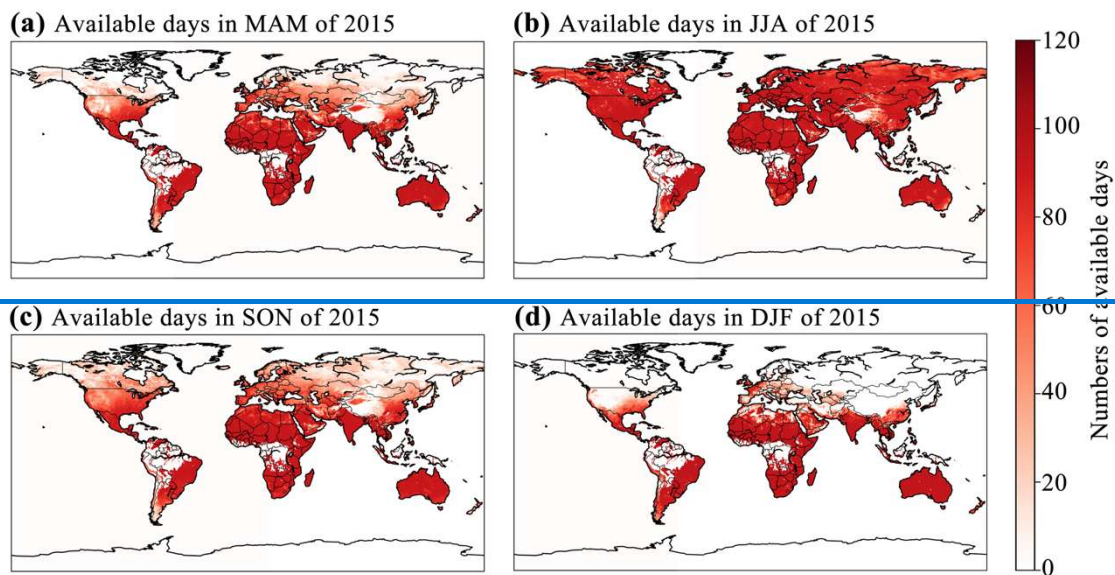 (a) Available days in MAM of 2015
(b) Available days in JJA of 2015
(c) Available days in SON of 2015
(d) Available days in DJF of 2015
120
100
80
60
40
20
0
Numbers of available days